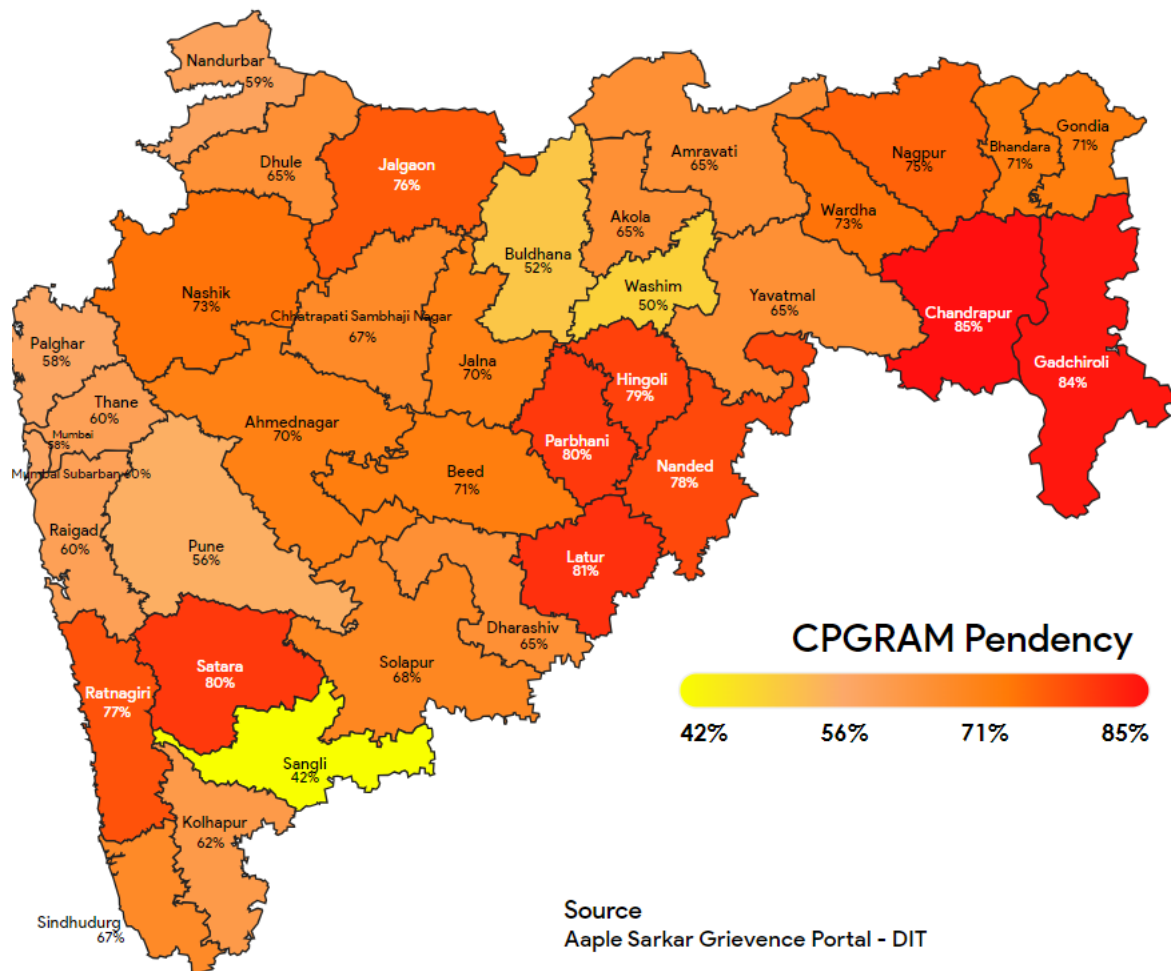 Nandurbar
59%
Dhule
65%
Jalgaon
76%
Buldhana
52%
Akola
65%
Amravati
65%
Washim
50%
Wardha
73%
Nagpur
75%
Bhandara
71%
Gondia
71%
Nashik
73%
Chhatrapati Sambhaji Nagar
67%
Jalna
70%
Yavatmal
65%
Chandrapur
85%
Gadchiroli
84%
Palghar
58%
Thane
60%
Mumbai
58%
Mumbai Subarban 60%
Ahmednagar
70%
Hingoli
79%
Parbhani
80%
Nanded
78%
Beed
71%
Raigad
60%
Pune
56%
Latur
81%
Dharashiv
65%
Solapur
68%
Satara
80%
Ratnagiri
77%
Sangli
42%
Kolhapur
62%
Sindhudurg
67%
CPGRAM Pendency
42% 56% 71% 85%
Source
Aaple Sarkar Grievence Portal - DIT